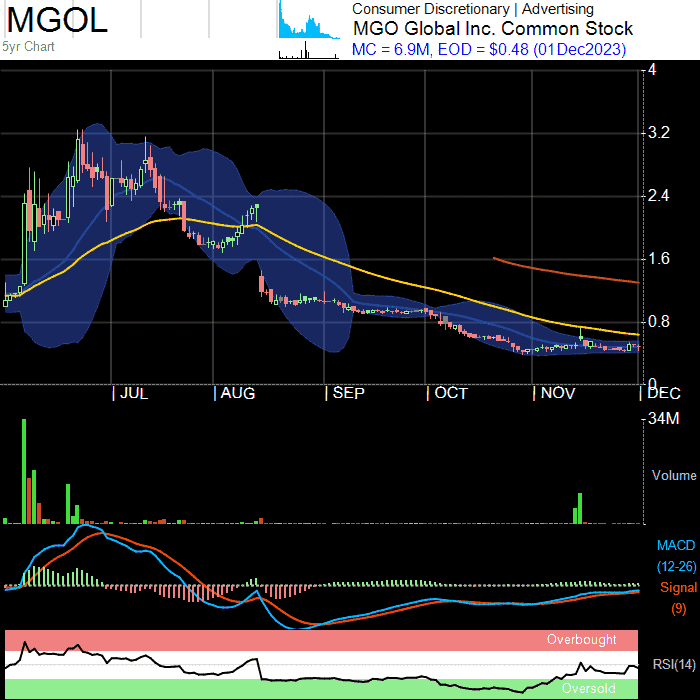 MGOL
5yr Chart
Consumer Discretionary | Advertising
MGO Global Inc. Common Stock
MC = 6.9M, EOD = $0.48 (01Dec2023)
4
3.2
2.4
1.6
0.8
0
JUL AUG SEP OCT NOV DEC
34M
Volume
MACD
(12-26)
Signal
(9)
Overbought
RSI(14)
Oversold